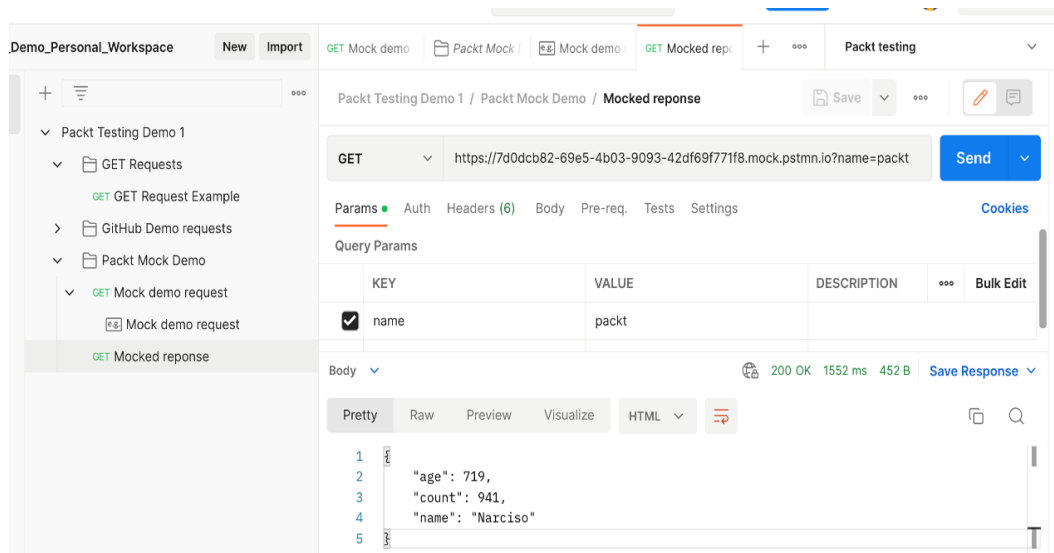 _Demo_Personal_Workspace New Import GET Mock demo Packt Mock e.g. Mock demo GET Mocked repo Packt testing
Packt Testing Demo 1 / Packt Mock Demo / Mocked reponse Save
Packt Testing Demo 1
GET Requests
GET GET Request Example
GitHub Demo requests
Packt Mock Demo
GET Mock demo request
e.g. Mock demo request
GET Mocked reponse
GET https://7d0dcb82-69e5-4b03-9093-42df69f771f8.mock.pstmn.io?name=packt Send
Params Auth Headers (6) Body Pre-req. Tests Settings Cookies
Query Params
KEY VALUE DESCRIPTION Bulk Edit
name packt
Body 200 OK 1552 ms 452 B Save Response
Pretty Raw Preview Visualize HTML
1 {
2 "age": 719,
3 "count": 941,
4 "name": "Narciso"
5 }